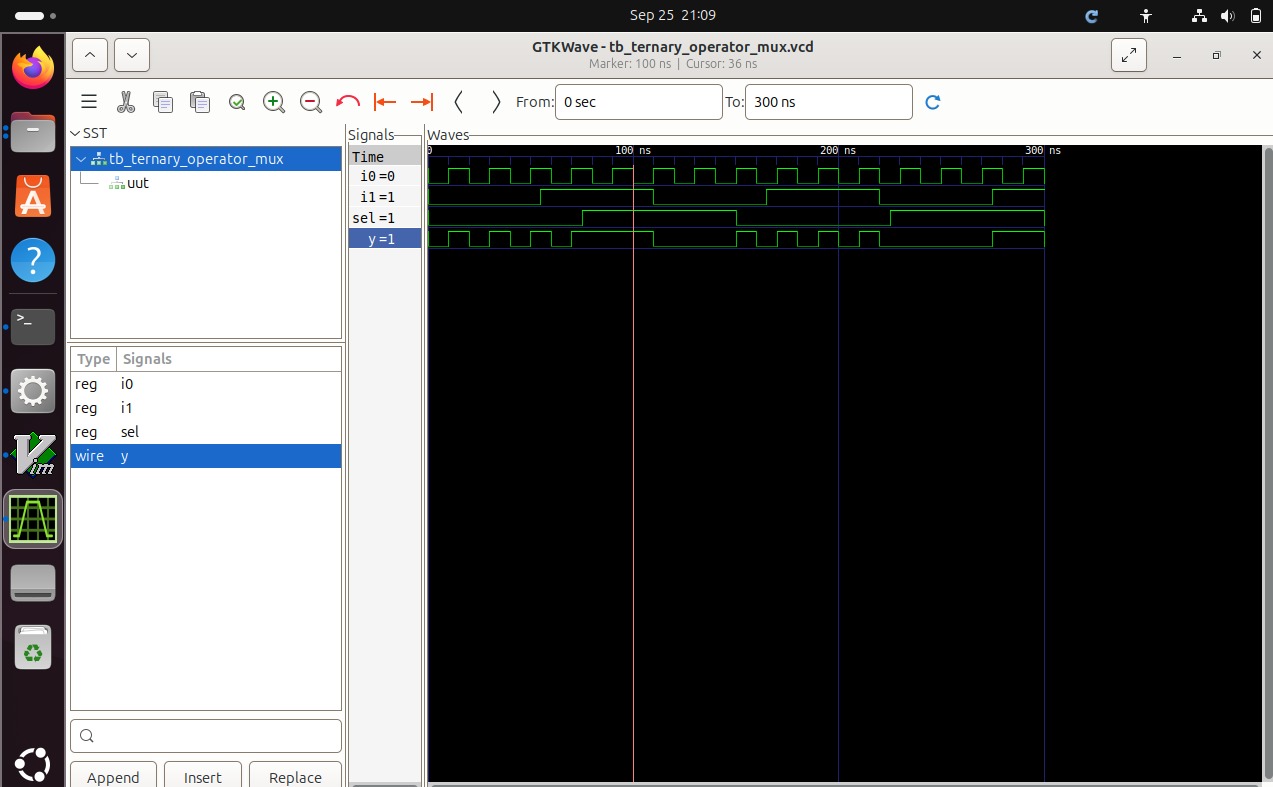 Sep 25 21:09
GTKWave - tb_ternary_operator_mux.vcd
Marker: 100 ns | Cursor: 36 ns
From: 0 sec To: 300 ns
SST
tb_ternary_operator_mux
uut
Type Signals
reg i0
reg i1
reg sel
wire y
Append Insert Replace
Signals
Time
i0 =0
i1 =1
sel =1
y =1
Waves
0 100 ns 200 ns 300 ns
>_
?
Vim